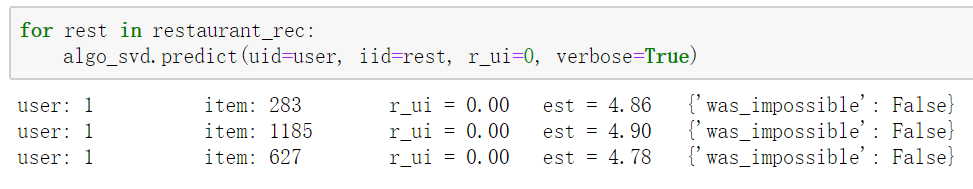 for rest in restaurant_rec:
    algo_svd.predict(uid=user, iid=rest, r_ui=0, verbose=True)
user: 1          item: 283        r_ui = 0.00   est = 4.86   {'was_impossible': False}
user: 1          item: 1185       r_ui = 0.00   est = 4.90   {'was_impossible': False}
user: 1          item: 627        r_ui = 0.00   est = 4.78   {'was_impossible': False}